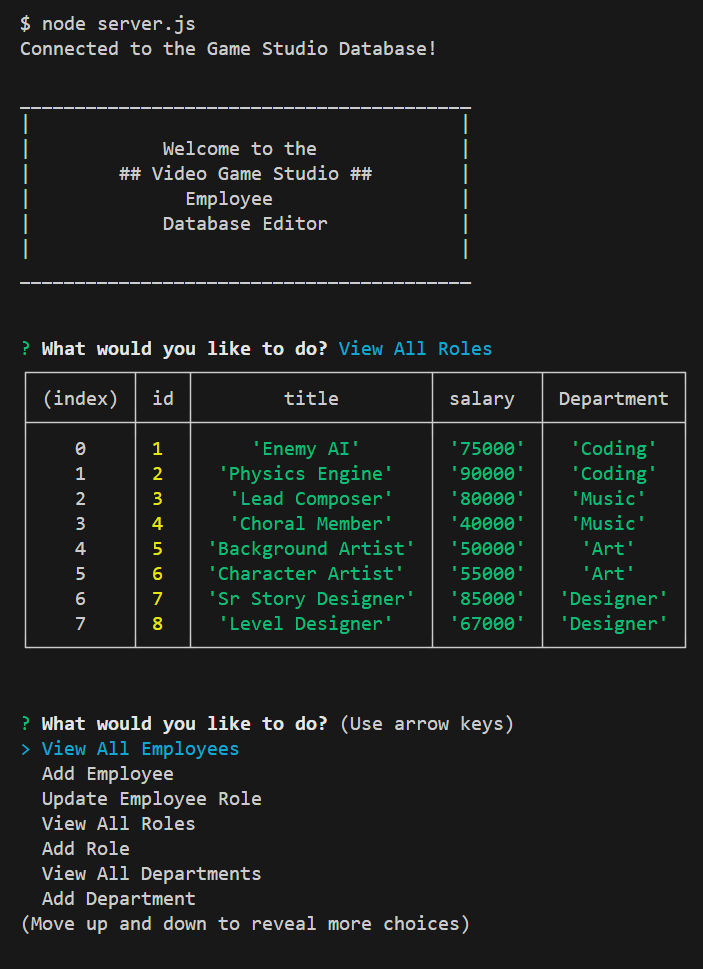 $ node server.js
Connected to the Game Studio Database!
_________________________________________
|                                       |
|            Welcome to the             |
|        ## Video Game Studio ##        |
|              Employee                 |
|            Database Editor            |
|                                       |
_________________________________________
? What would you like to do? View All Roles
(index) id title salary Department
0 1 'Enemy AI' '75000' 'Coding'
1 2 'Physics Engine' '90000' 'Coding'
2 3 'Lead Composer' '80000' 'Music'
3 4 'Choral Member' '40000' 'Music'
4 5 'Background Artist' '50000' 'Art'
5 6 'Character Artist' '55000' 'Art'
6 7 'Sr Story Designer' '85000' 'Designer'
7 8 'Level Designer' '67000' 'Designer'
? What would you like to do? (Use arrow keys)
> View All Employees
Add Employee
Update Employee Role
View All Roles
Add Role
View All Departments
Add Department
(Move up and down to reveal more choices)